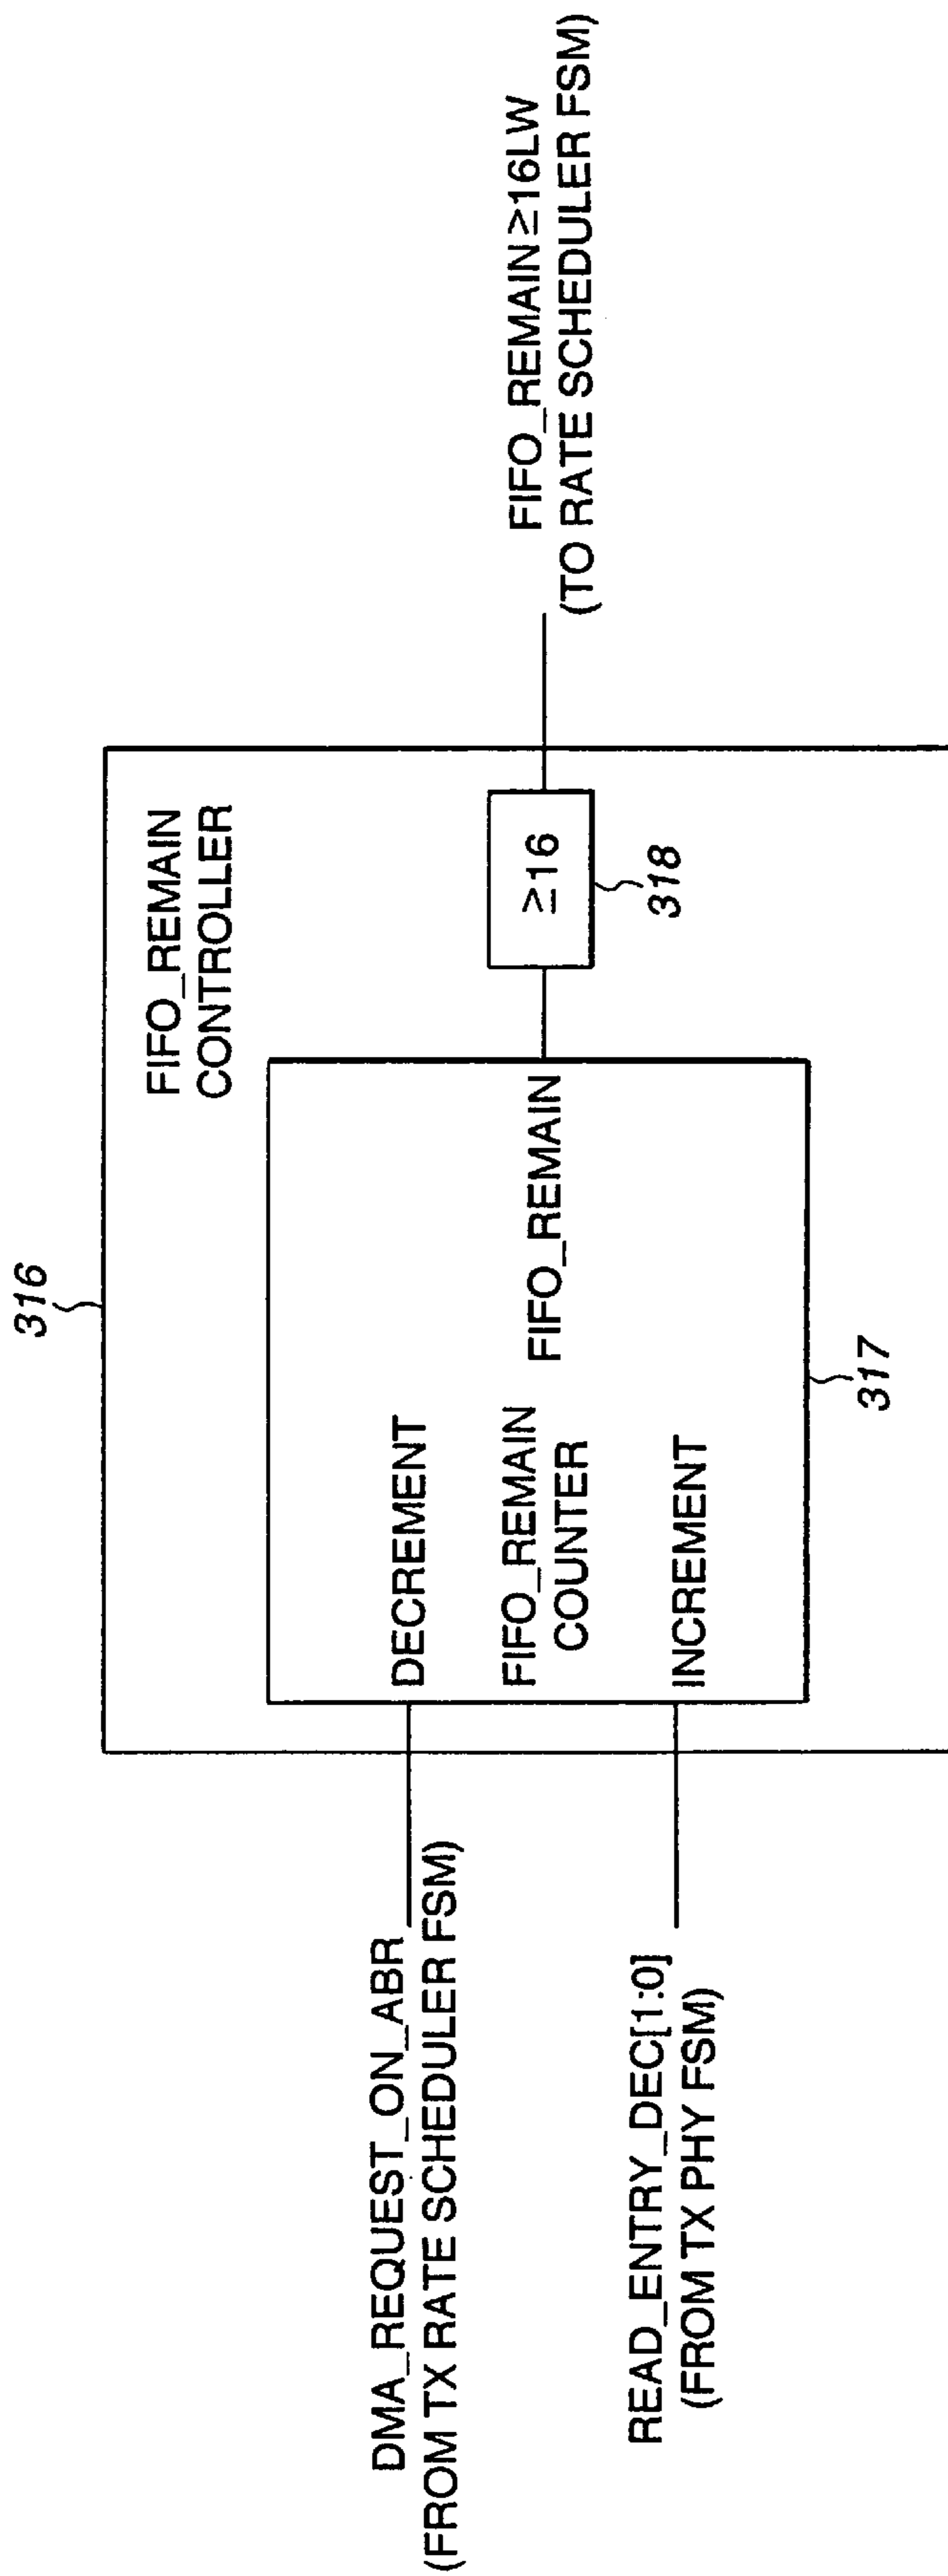 316
FIFO_REMAIN
CONTROLLER
DMA_REQUEST_ON_ABR
(FROM TX RATE SCHEDULER FSM)
READ_ENTRY_DEC[1:0]
(FROM TX PHY FSM)
DECREMENT
FIFO_REMAIN
COUNTER
INCREMENT
FIFO_REMAIN
317
≥16
318
FIFO_REMAIN≥16LW
(TO RATE SCHEDULER FSM)